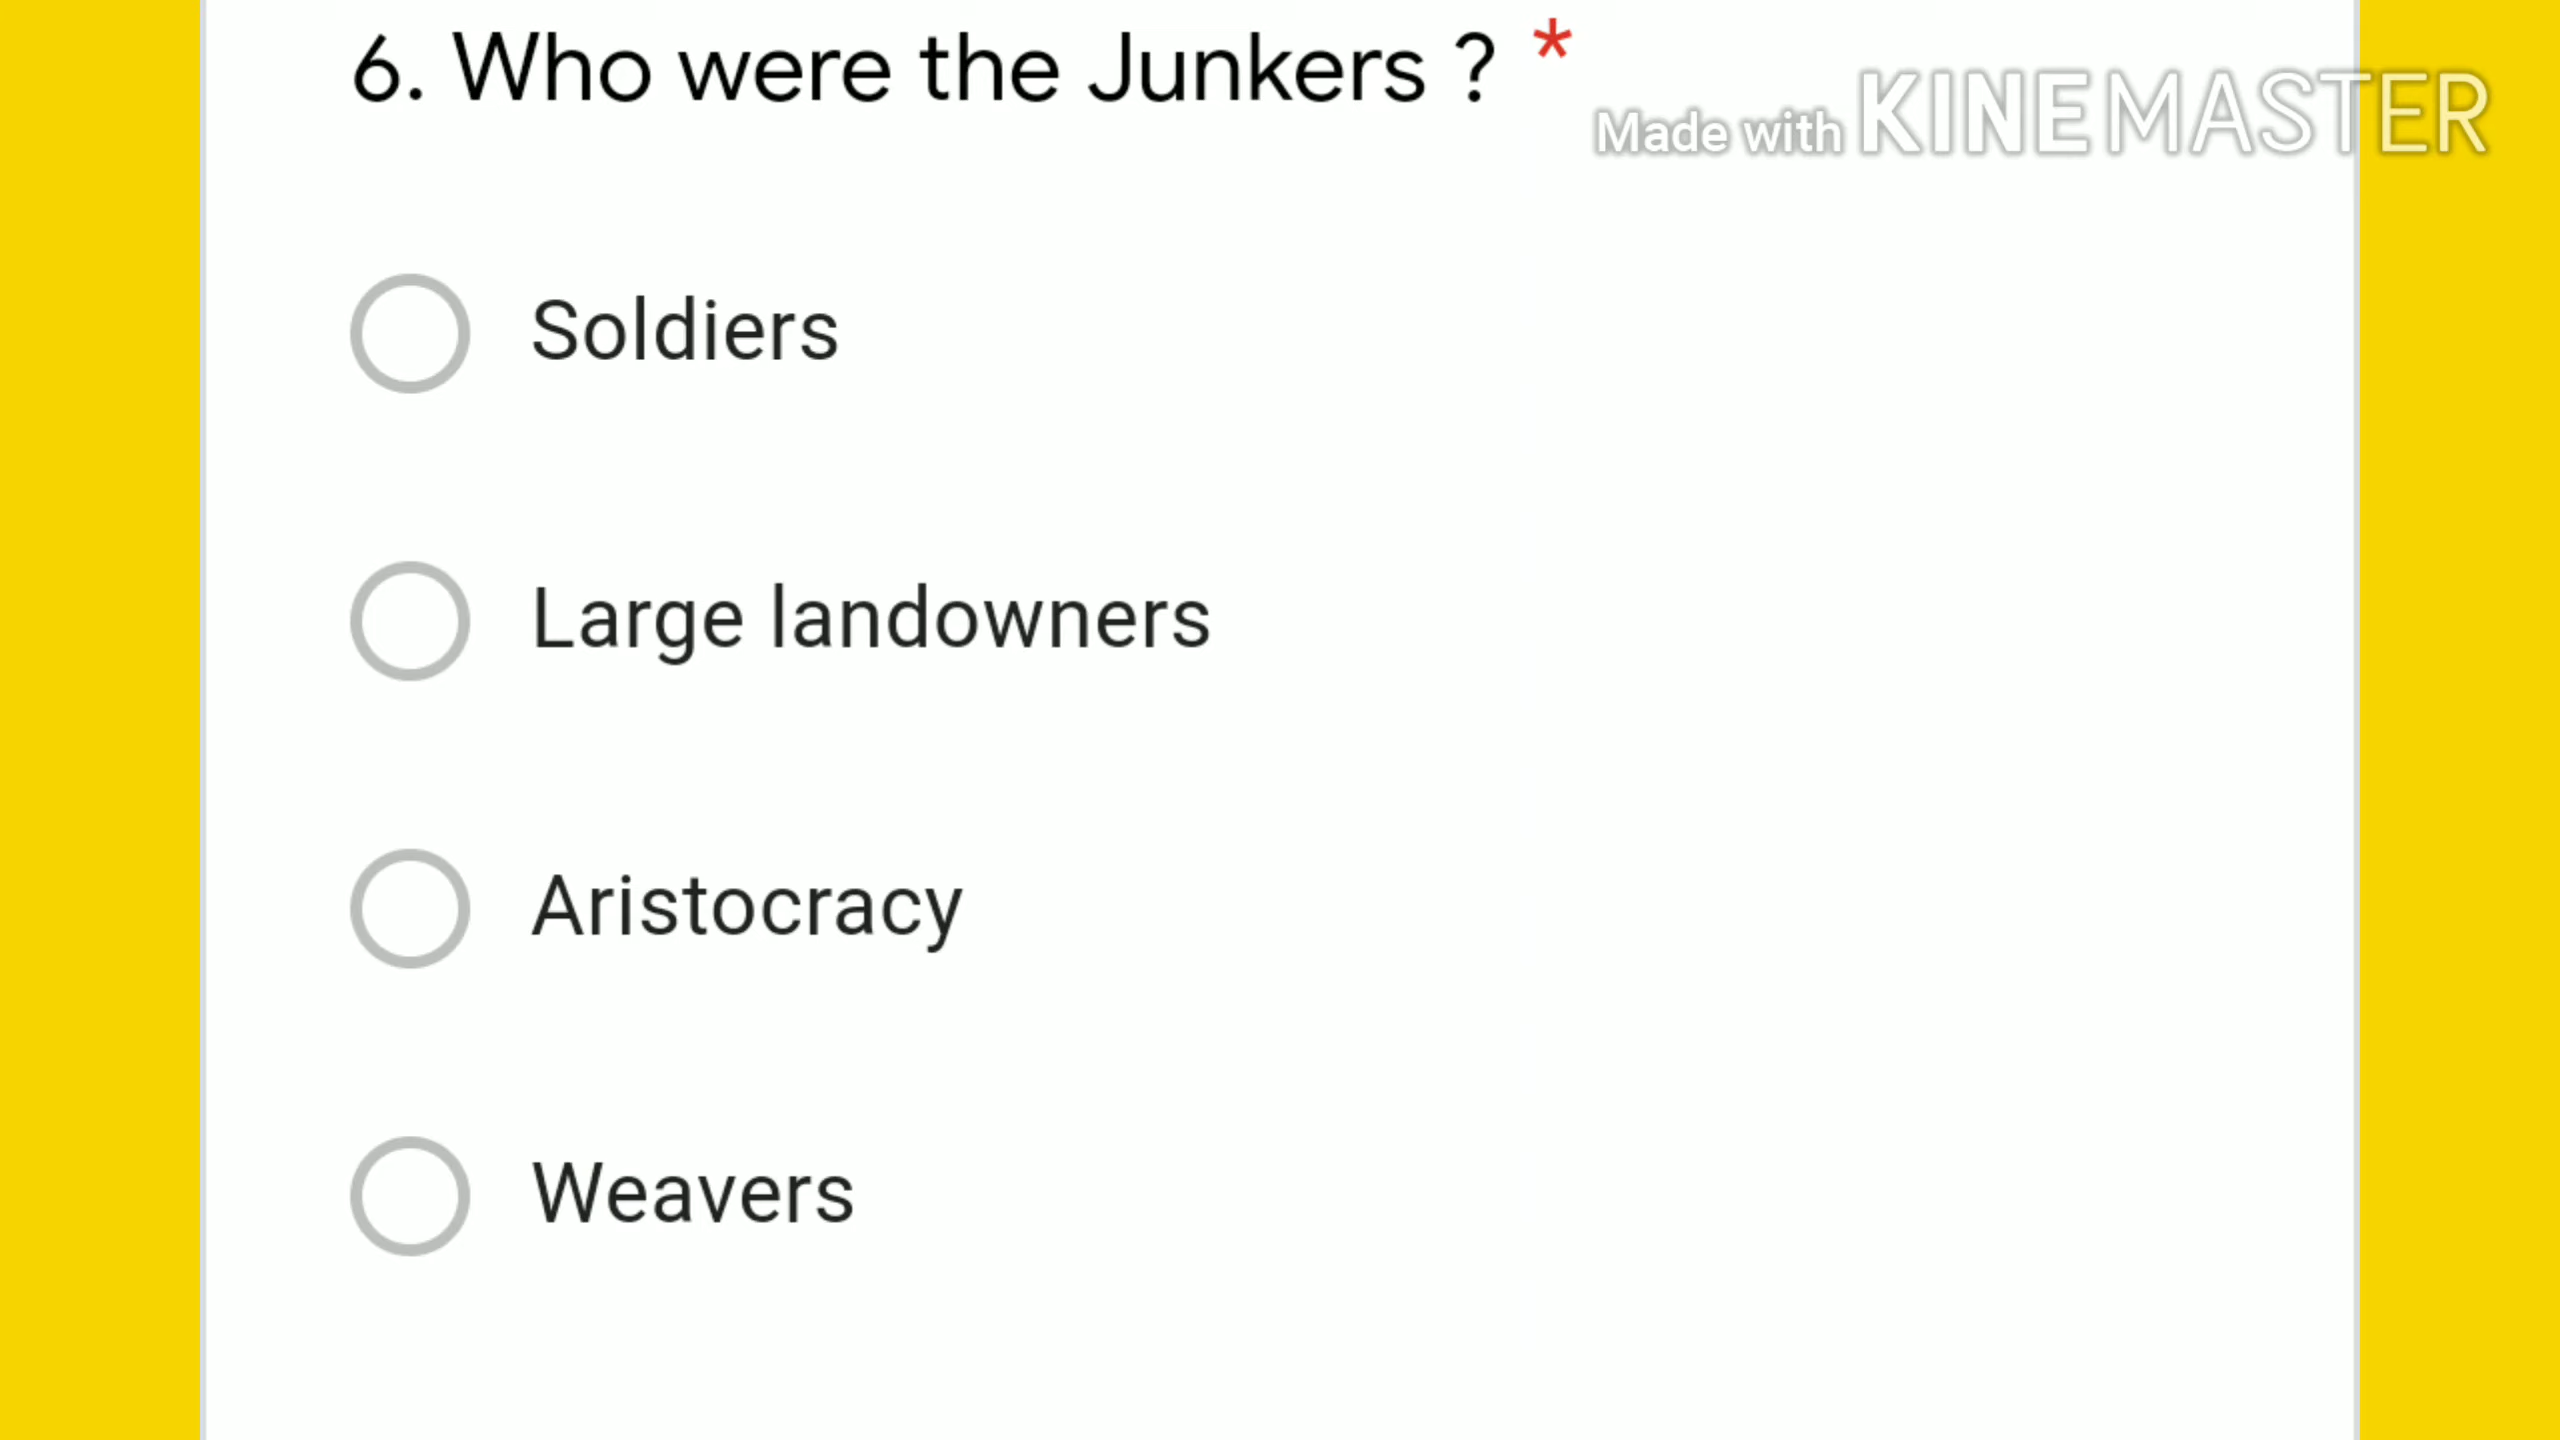 6. Who were the Junkers ? *
Made with KINEMASTER
Soldiers
Large landowners
Aristocracy
Weavers